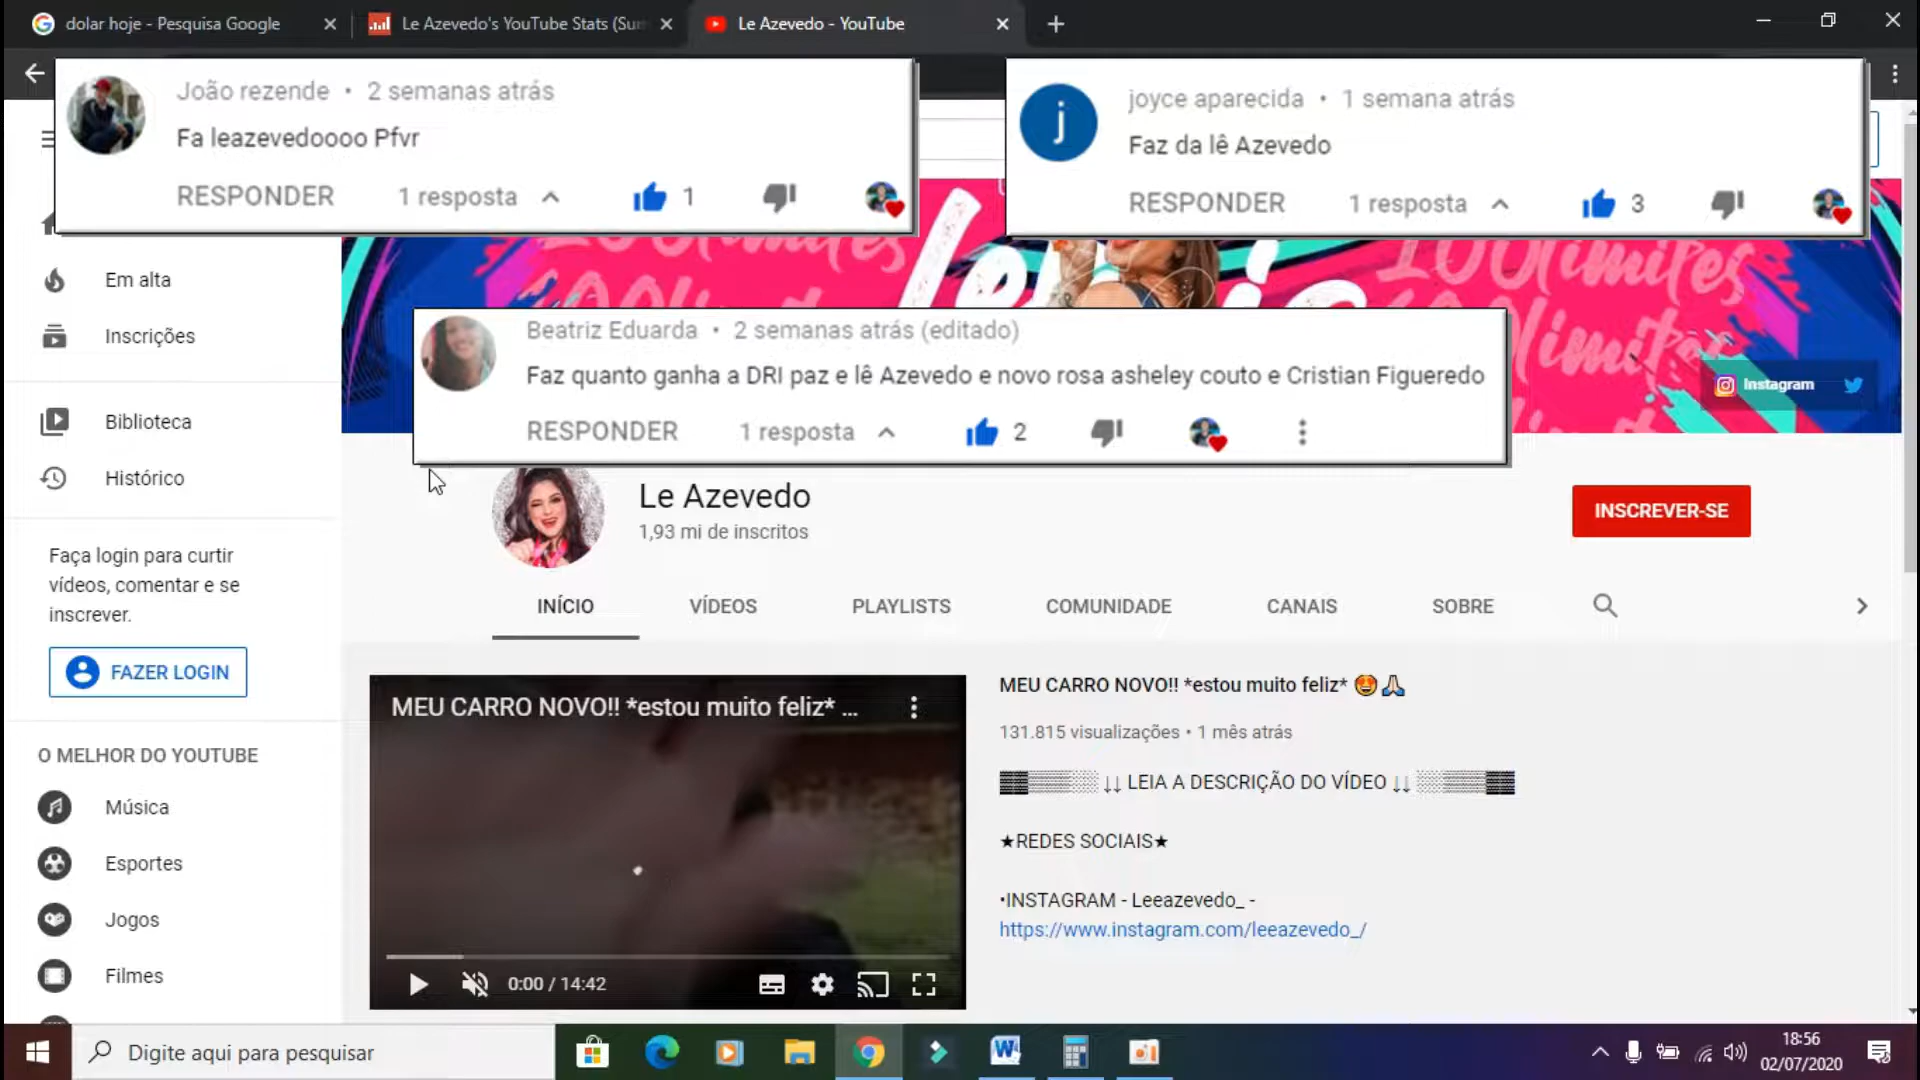 dolar hoje - Pesquisa Google
Le Azevedo's YouTube Stats (Sum
Le Azevedo - YouTube
João rezende • 2 semanas atrás
Fa leazevedoooo Pfvr
RESPONDER 1 resposta 1
joyce aparecida • 1 semana atrás
Faz da lê Azevedo
RESPONDER 1 resposta 3
j
100limites
100limites
Beatriz Eduarda • 2 semanas atrás (editado)
Faz quanto ganha a DRI paz e lê Azevedo e novo rosa asheley couto e Cristian Figueredo
RESPONDER 1 resposta 2
Instagram
Em alta
Inscrições
Biblioteca
Histórico
Faça login para curtir
vídeos, comentar e se
inscrever.
FAZER LOGIN
O MELHOR DO YOUTUBE
Música
Esportes
Jogos
Filmes
Le Azevedo
1,93 mi de inscritos
INSCREVER-SE
INÍCIO VÍDEOS PLAYLISTS COMUNIDADE CANAIS SOBRE
MEU CARRO NOVO!! *estou muito feliz* ...
0:00 / 14:42
MEU CARRO NOVO!! *estou muito feliz* 🤩🙏
131.815 visualizações • 1 mês atrás
▓▓▒▒▒▒░░ ↓↓ LEIA A DESCRIÇÃO DO VÍDEO ↓↓ ░░▒▒▒▒▓▓
★REDES SOCIAIS★
•INSTAGRAM - Leeazevedo_ -
https://www.instagram.com/leeazevedo_/
Digite aqui para pesquisar
18:56
02/07/2020